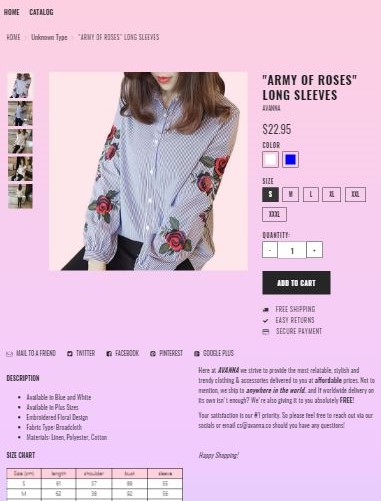 HOME CATALOG
HOME Unknown Type "ARMY OF ROSES" LONG SLEEVES
"ARMY OF ROSES"
LONG SLEEVES
AVANNA
$22.95
COLOR
SIZE
S M L XL XXL
XXXL
QUANTITY:
- 1 +
ADD TO CART
FREE SHIPPING
EASY RETURNS
SECURE PAYMENT
MAIL TO A FRIEND TWITTER FACEBOOK PINTEREST GOOGLE PLUS
DESCRIPTION
Available in Blue and White
Available in Plus Sizes
Embroidered Floral Design
Fabric Type: Broadcloth
Materials: Linen, Polyester, Cotton
SIZE CHART
Size (cm) length shoulder bust sleeve
S 61 37 88 55
M 62 38 92 56
Here at AVANNA we strive to provide the most relatable, stylish and
trendy clothing & accessories delivered to you at affordable prices. Not to
mention, we ship to anywhere in the world, and if worldwide delivery on
its own isn't enough? We're also giving it to you absolutely FREE!
Your satisfaction is our #1 priority. So please feel free to reach out via our
socials or email cs@avanna.co should you have any questions!
Happy Shopping!